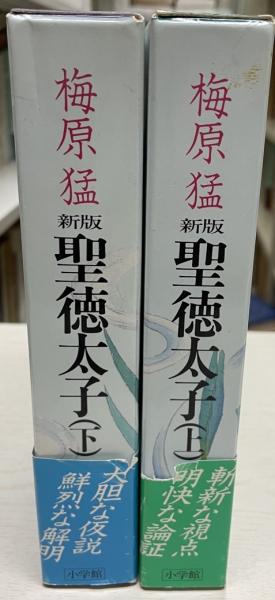 梅原猛
新版
聖徳太子(上)
斬新な視点
明快な論証
小学館
梅原猛
新版
聖徳太子(下)
大胆な仮説
鮮烈な解明
小学館